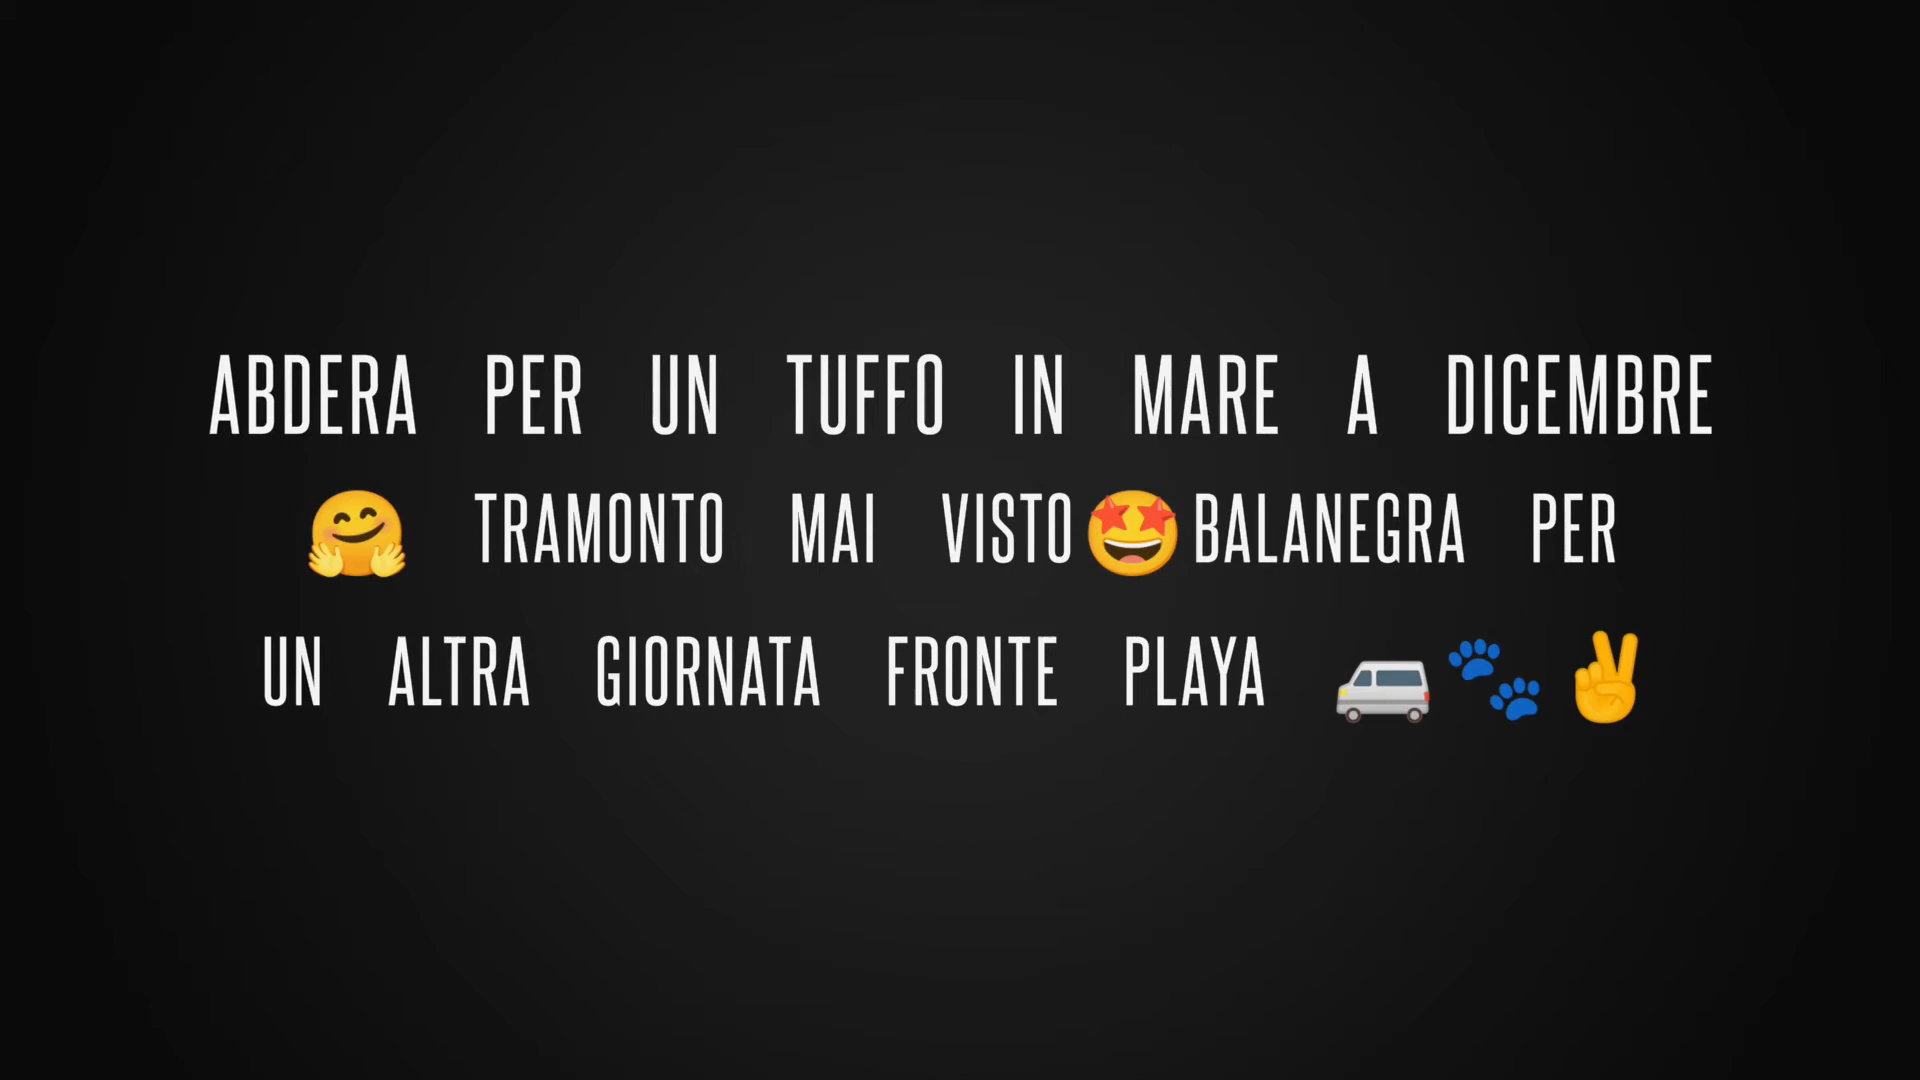 ABDERA PER UN TUFFO IN MARE A DICEMBRE
🤗 TRAMONTO MAI VISTO🤩BALANEGRA PER
UN ALTRA GIORNATA FRONTE PLAYA 🚐🐾✌️